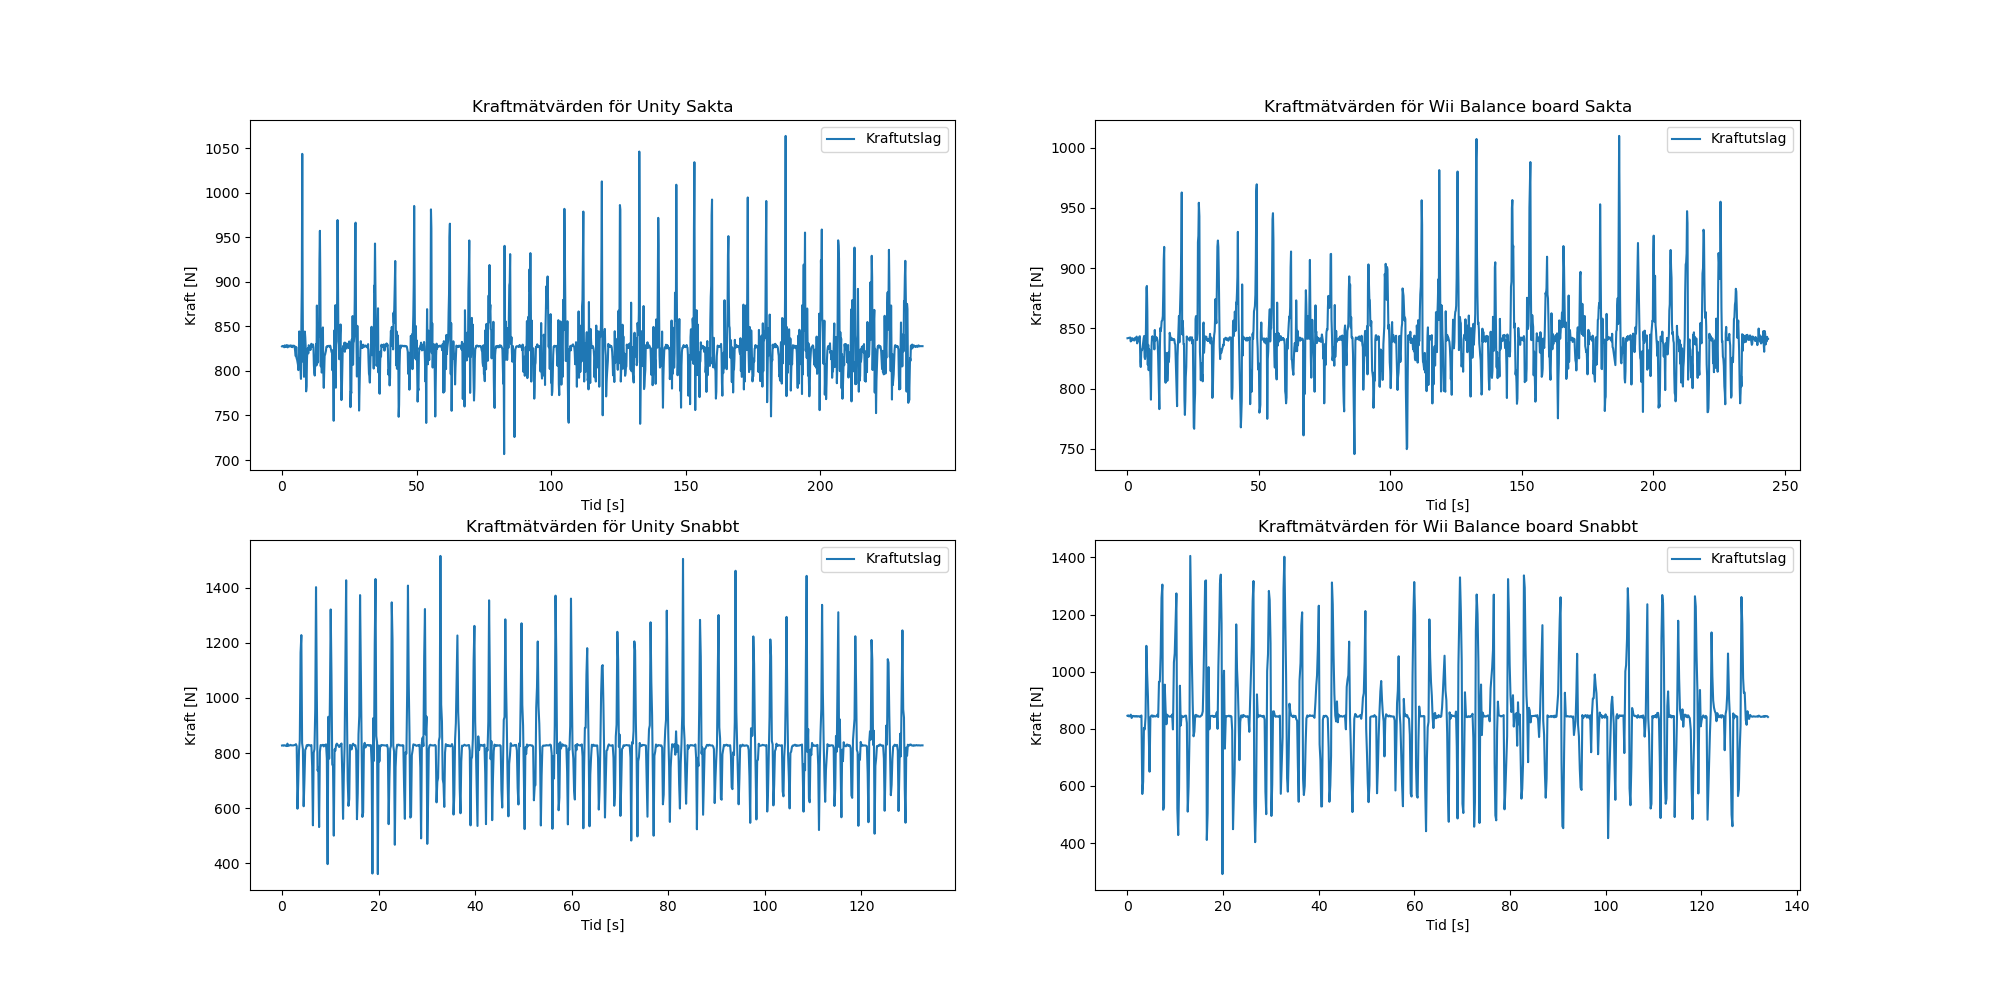 Kraftmätvärden för Unity Sakta
Kraftutslag
Kraft [N]
1050
1000
950
900
850
800
750
700
0 50 100 150 200
Tid [s]
Kraftmätvärden för Wii Balance board Sakta
Kraftutslag
Kraft [N]
1000
950
900
850
800
750
0 50 100 150 200 250
Tid [s]
Kraftmätvärden för Unity Snabbt
Kraftutslag
Kraft [N]
1400
1200
1000
800
600
400
0 20 40 60 80 100 120
Tid [s]
Kraftmätvärden för Wii Balance board Snabbt
Kraftutslag
Kraft [N]
1400
1200
1000
800
600
400
0 20 40 60 80 100 120 140
Tid [s]